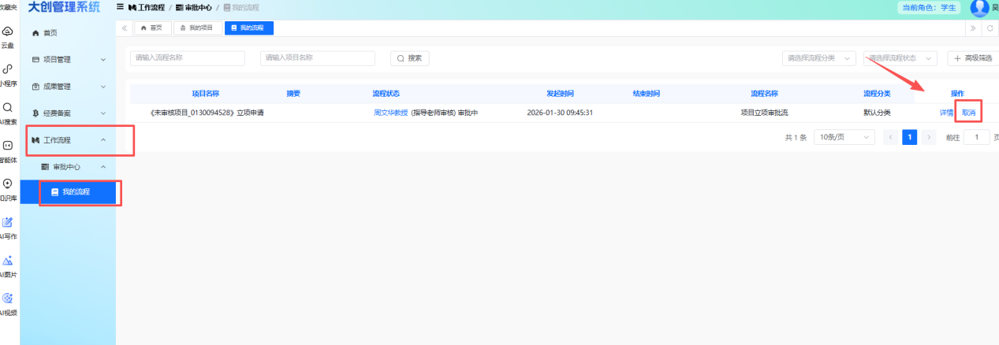 收藏夹
大创管理系统
工作流程 / 审批中心 / 我的流程
当前角色：学生
吴
云盘
小程序
AI搜索
智能体
知识库
AI写作
AI图片
AI视频
首页
项目管理
成果管理
经费备案
工作流程
审批中心
我的流程
首页 我的项目 我的流程
请输入流程名称 请输入项目名称 搜索 请选择流程分类 请选择流程状态 高级筛选
项目名称 摘要 流程状态 发起时间 结束时间 流程名称 流程分类 操作
《未审核项目_0130094528》立项申请 周文华教授 (指导老师审核) 审批中 2026-01-30 09:45:31 项目立项审批流 默认分类 详情 取消
共 1 条 10条/页 1 前往 1 页